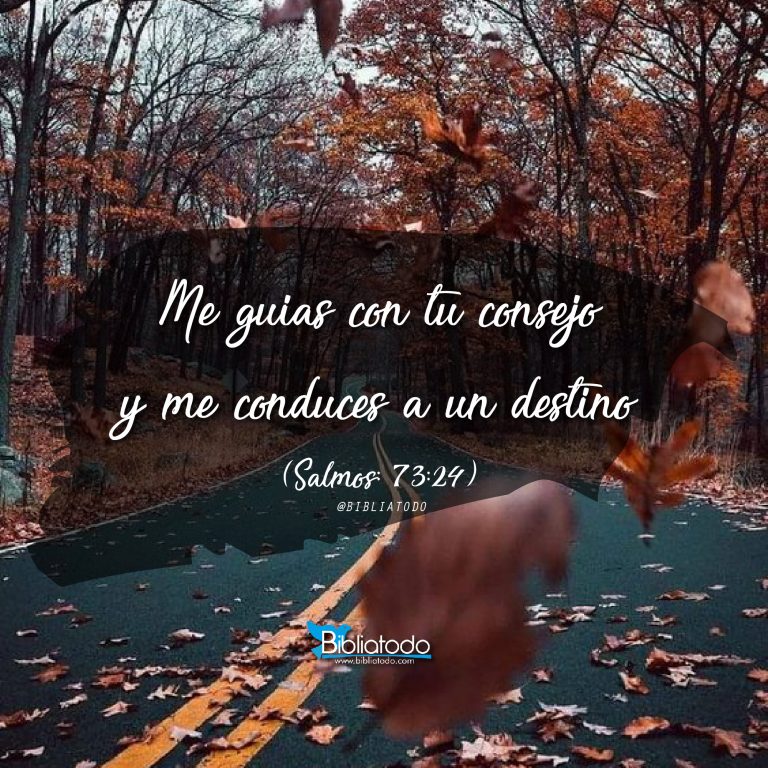 Me guias con tu consejo
y me conduces a un destino
(Salmos: 73:24)
@BIBLIATODO
Bibliatodo
www.bibliatodo.com